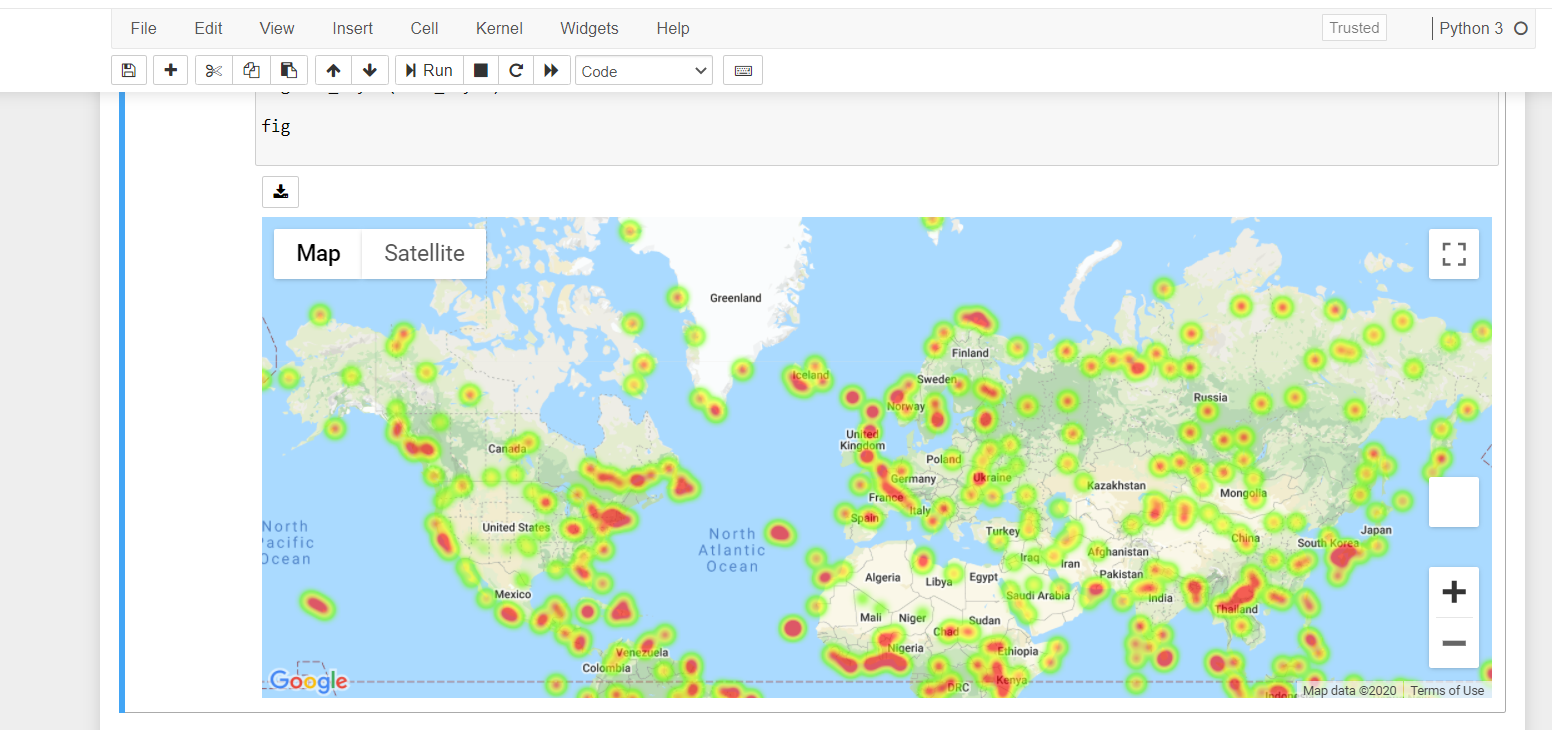 File Edit View Insert Cell Kernel Widgets Help Trusted Python 3
Run Code
fig
Map Satellite
Greenland
Finland
Iceland
Sweden
Russia
Norway
United
Kingdom
Canada
Poland
Germany
Ukraine
Kazakhstan
Mongolia
France
Italy
Spain
North
Pacific
Ocean
United States
North
Atlantic
Ocean
Turkey
China
South Korea
Japan
Iraq
Iran
Afghanistan
Pakistan
Algeria
Libya
Egypt
Saudi Arabia
India
Mexico
Thailand
Mali
Niger
Chad
Sudan
Nigeria
Ethiopia
Venezuela
Colombia
Kenya
DRC
Google
Map data ©2020 Terms of Use